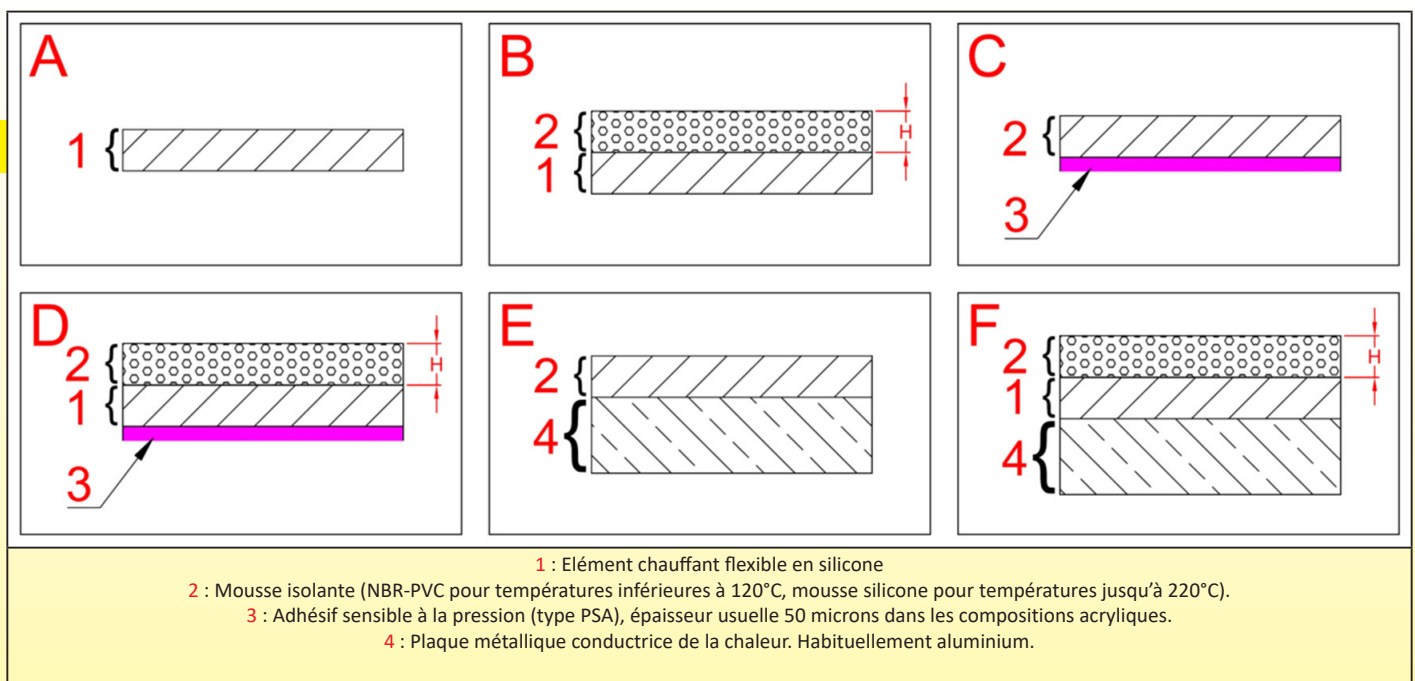 A
1
B
2
H
1
C
2
3
D
2
H
1
3
E
2
4
F
2
H
1
4
1 : Elément chauffant flexible en silicone
2 : Mousse isolante (NBR-PVC pour températures inférieures à 120°C, mousse silicone pour températures jusqu'à 220°C).
3 : Adhésif sensible à la pression (type PSA), épaisseur usuelle 50 microns dans les compositions acryliques.
4 : Plaque métallique conductrice de la chaleur. Habituellement aluminium.